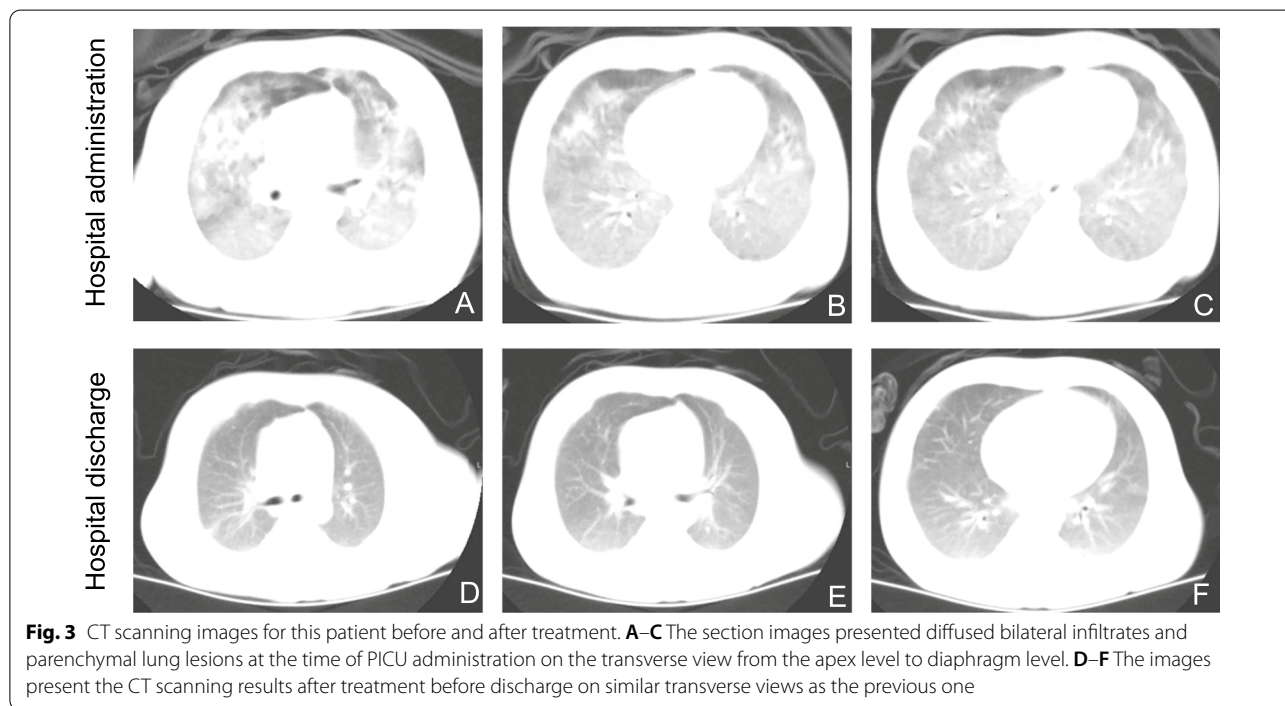 Hospital administration
A
B
C
Hospital discharge
L
D
L
E
F
Fig. 3 CT scanning images for this patient before and after treatment. A–C The section images presented diffused bilateral infiltrates and
parenchymal lung lesions at the time of PICU administration on the transverse view from the apex level to diaphragm level. D–F The images
present the CT scanning results after treatment before discharge on similar transverse views as the previous one